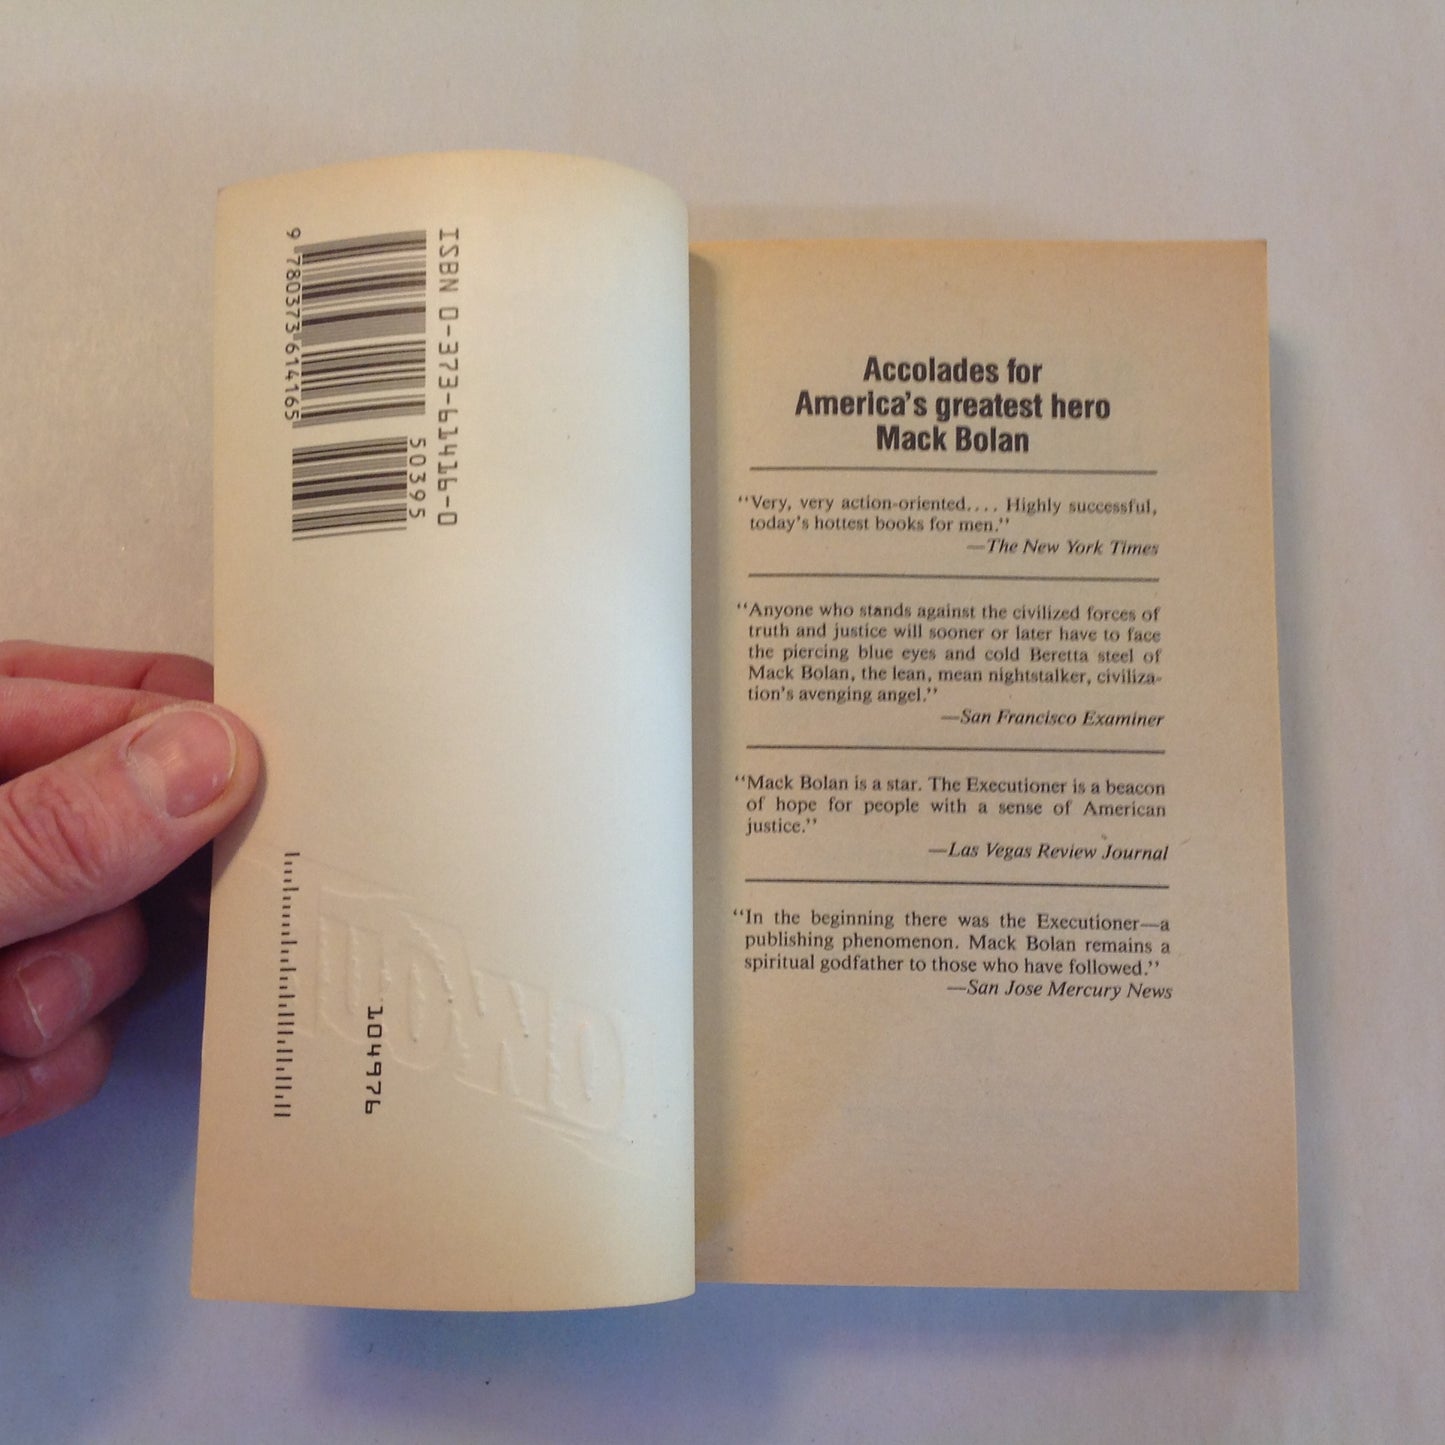 ISBN 0-373-61416-0
50395
9 780373 614165
104976
Accolades for
America's greatest hero
Mack Bolan
“Very, very action-oriented.... Highly successful,
today's hottest books for men.”
—The New York Times
“Anyone who stands against the civilized forces of
truth and justice will sooner or later have to face
the piercing blue eyes and cold Beretta steel of
Mack Bolan, the lean, mean nightstalker, civiliza-
tion's avenging angel.”
—San Francisco Examiner
“Mack Bolan is a star. The Executioner is a beacon
of hope for people with a sense of American
justice.”
—Las Vegas Review Journal
“In the beginning there was the Executioner—a
publishing phenomenon. Mack Bolan remains a
spiritual godfather to those who have followed.”
—San Jose Mercury News